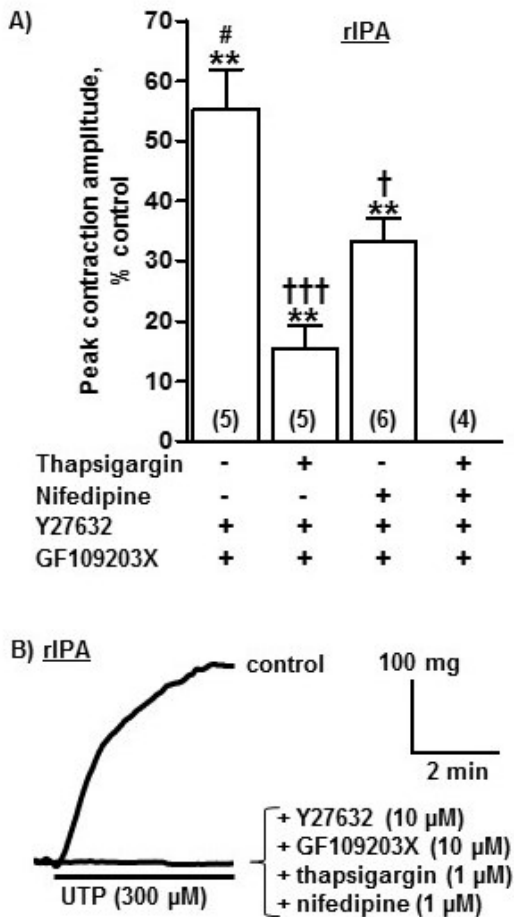 A)
rIPA
Peak contraction amplitude,
% control
70
60
50
40
30
20
10
0
#
**
†††
**
†
**
(5) (5) (6) (4)
Thapsigargin - + - +
Nifedipine - - + +
Y27632 + + + +
GF109203X + + + +
B) rIPA
control
100 mg
2 min
UTP (300 µM)
+ Y27632 (10 µM)
+ GF109203X (10 µM)
+ thapsigargin (1 µM)
+ nifedipine (1 µM)